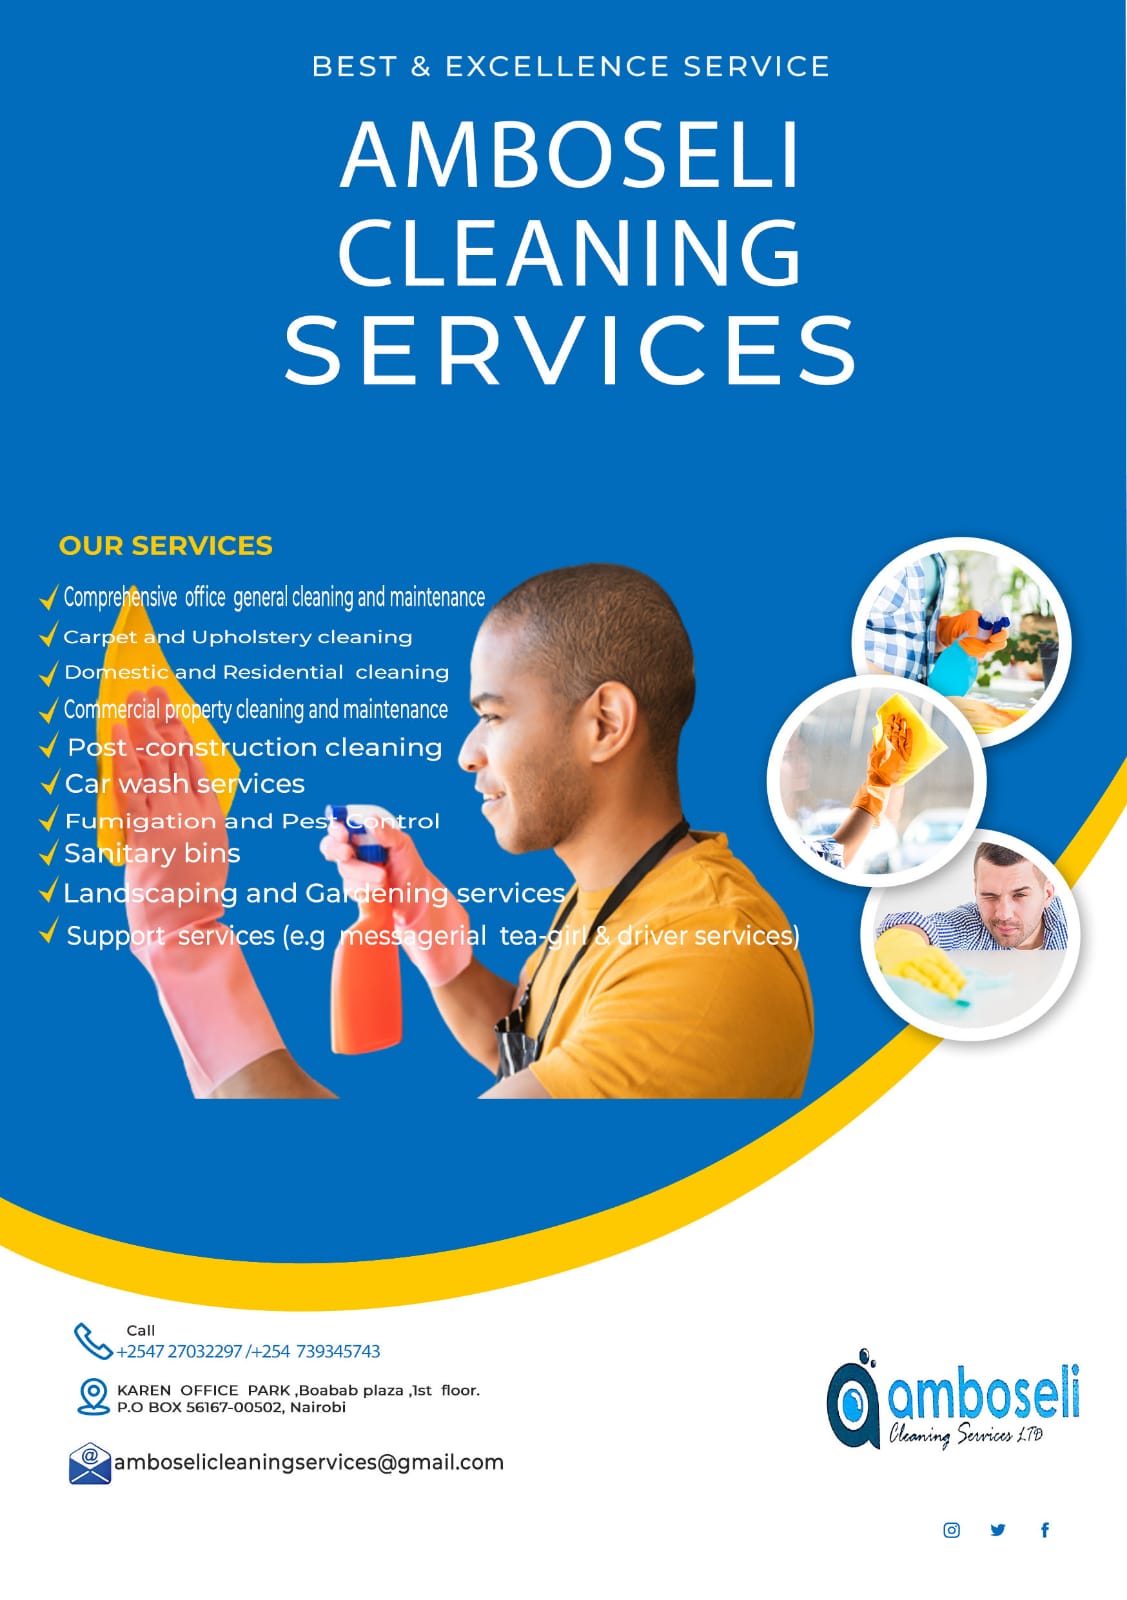 BEST & EXCELLENCE SERVICE
AMBOSELI
CLEANING
SERVICES
OUR SERVICES
Comprehensive office general cleaning and maintenance
Carpet and Upholstery cleaning
Domestic and Residential cleaning
Commercial property cleaning and maintenance
Post -construction cleaning
Car wash services
Fumigation and Pest Control
Sanitary bins
Landscaping and Gardening services
Support services (e.g messagerial tea-girl & driver services)
Call
+2547 27032297 /+254 739345743
KAREN OFFICE PARK ,Boabab plaza ,1st floor.
P.O BOX 56167-00502, Nairobi
amboselicleaningservices@gmail.com
amboseli
Cleaning Services LTD